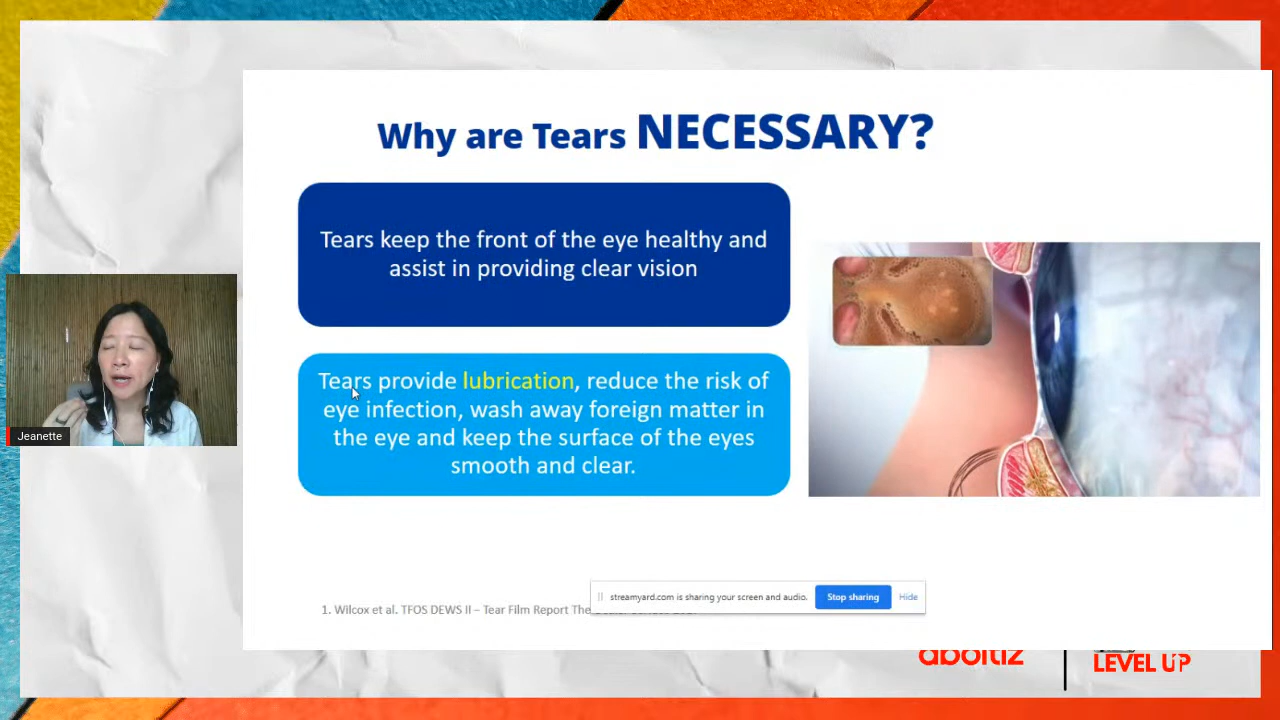 Why are Tears NECESSARY?
Tears keep the front of the eye healthy and
assist in providing clear vision
Tears provide lubrication, reduce the risk of
eye infection, wash away foreign matter in
the eye and keep the surface of the eyes
smooth and clear.
Jeanette
streamyard.com is sharing your screen and audio.
Stop sharing
Hide
1. Wilcox et al. TFOS DEWS II – Tear Film Report The
aboitiz
LEVEL UP